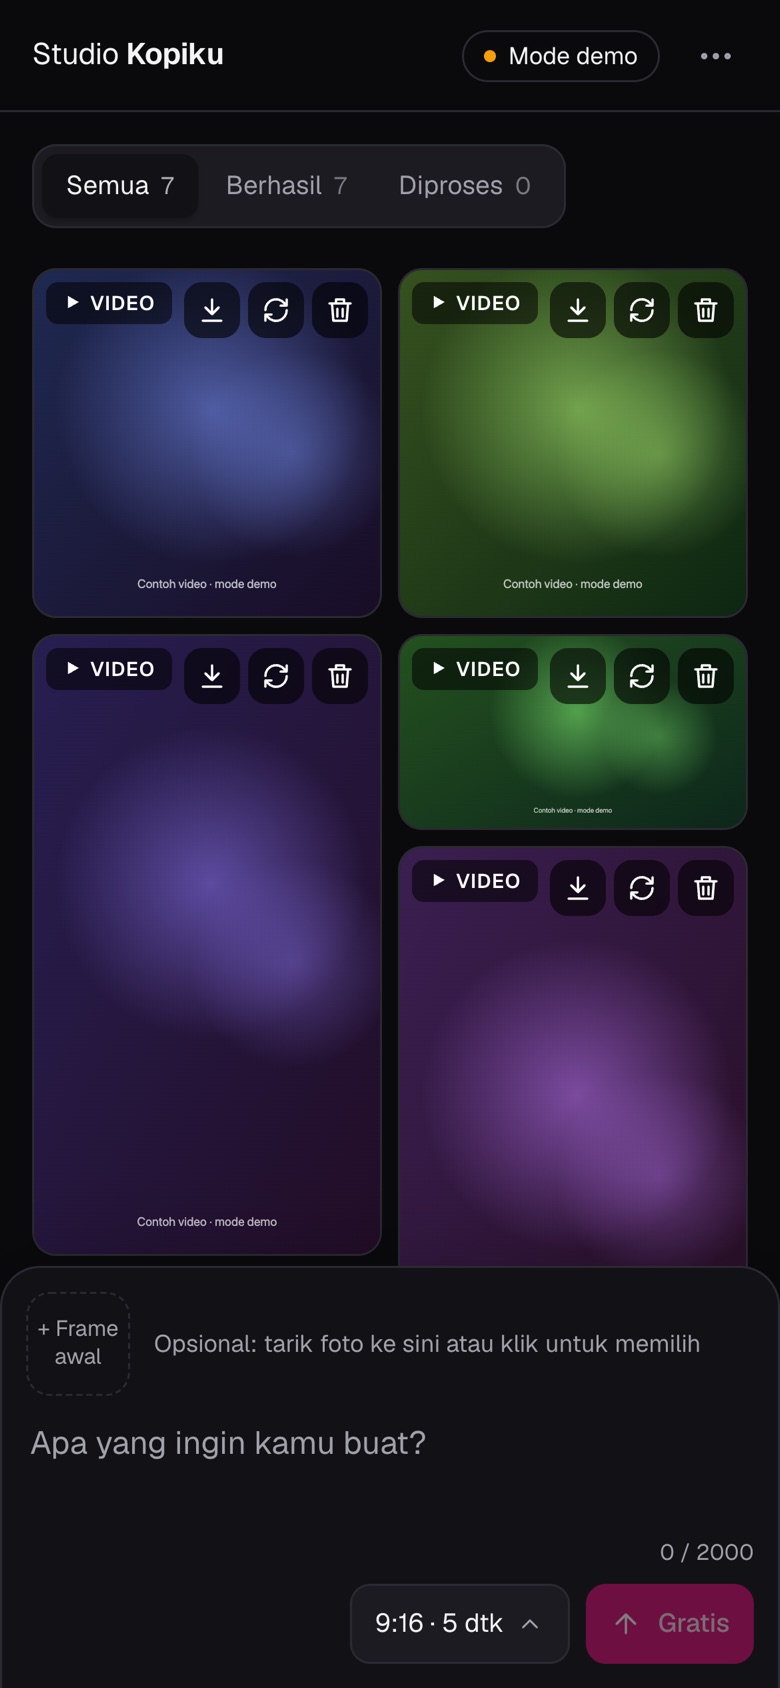 Studio Kopiku
Mode demo
Semua 7
Berhasil 7
Diproses 0
VIDEO
VIDEO
Contoh video · mode demo
Contoh video · mode demo
VIDEO
VIDEO
Contoh video · mode demo
VIDEO
Contoh video · mode demo
+ Frame
awal
Opsional: tarik foto ke sini atau klik untuk memilih
Apa yang ingin kamu buat?
0 / 2000
9:16 · 5 dtk
Gratis